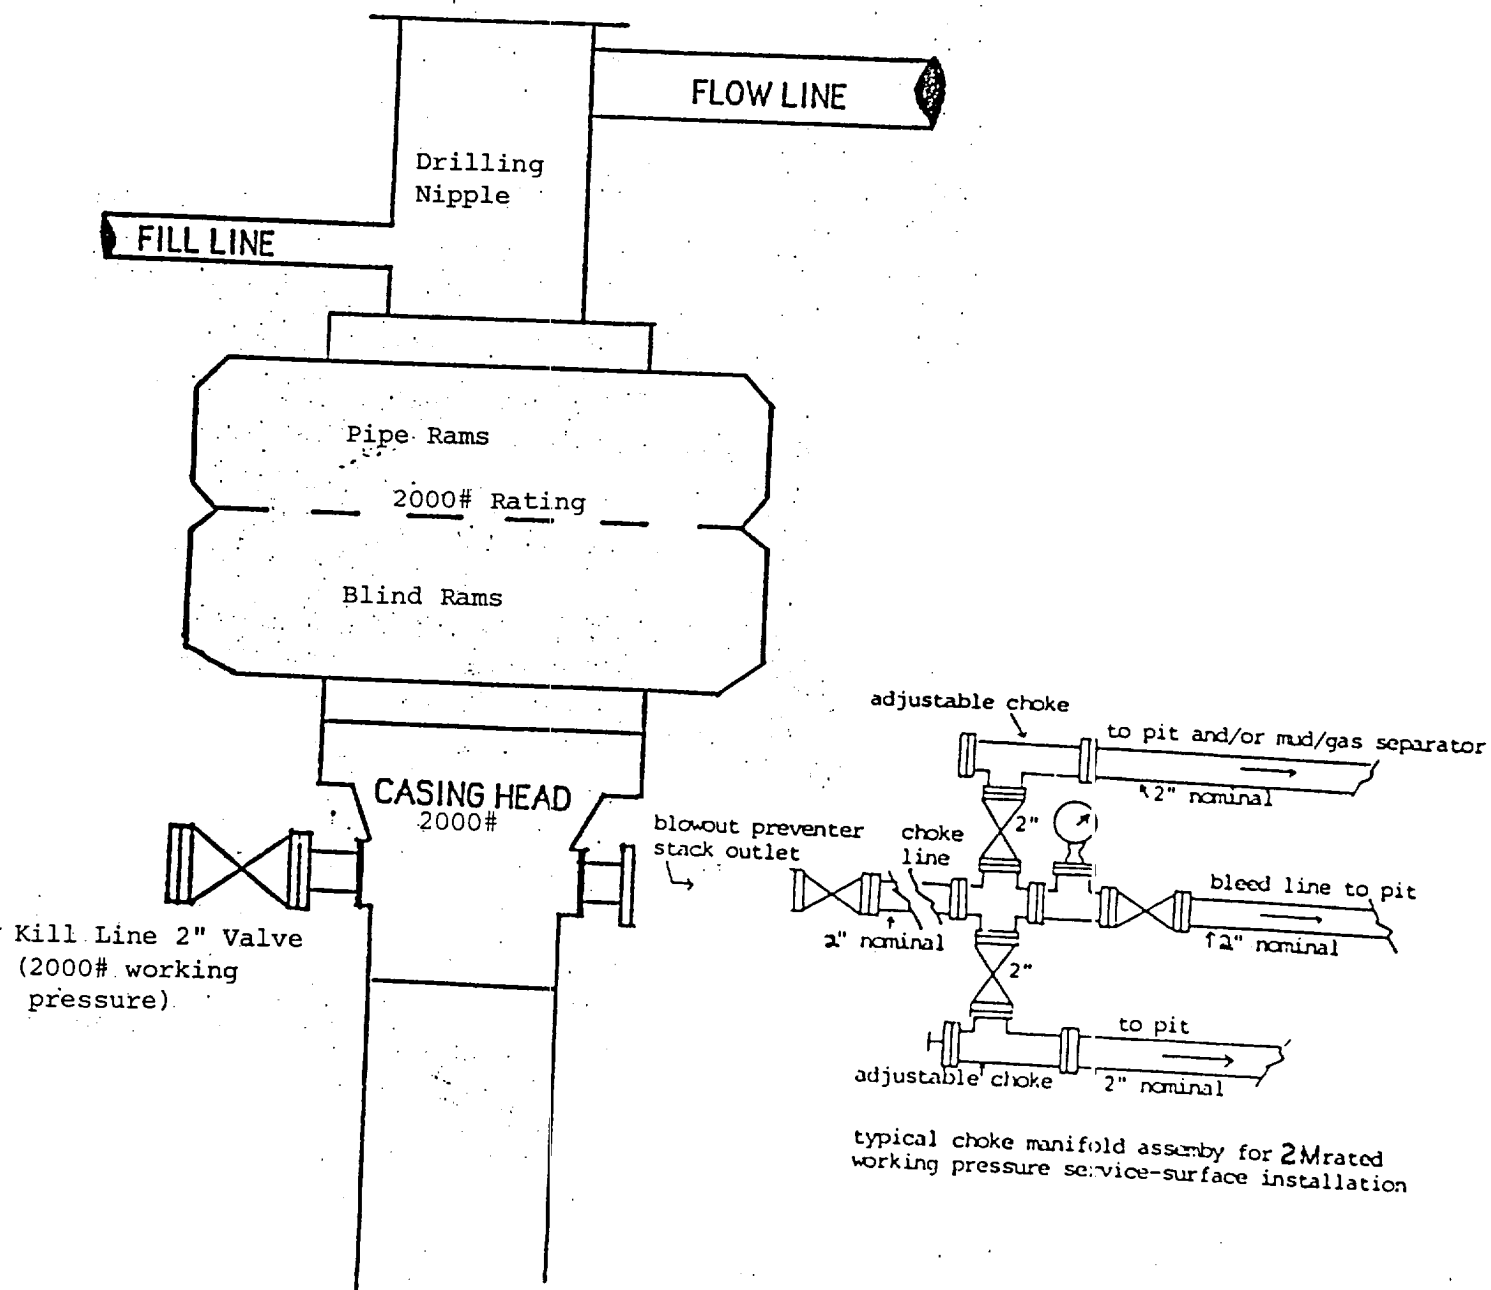 FLOW LINE
Drilling
Nipple
FILL LINE
Pipe Rams
2000# Rating
Blind Rams
CASING HEAD
2000#
Kill Line 2" Valve
(2000# working
pressure)
adjustable choke
to pit and/or mud/gas separator
2" nominal
2"
blowout preventer
stack outlet
choke
line
bleed line to pit
2" nominal
2" nominal
2"
to pit
adjustable choke
2" nominal
typical choke manifold assemby for 2M rated
working pressure service-surface installation